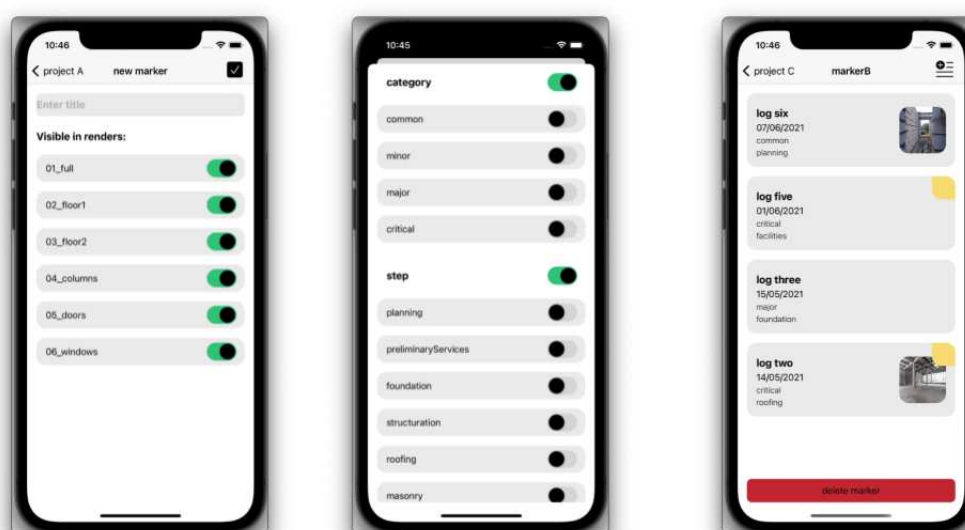 10:46
project A
new marker
Enter title
Visible in renders:
01_full
02_floor1
03_floor2
04_columns
05_doors
06_windows
10:45
category
common
minor
major
critical
step
planning
preliminaryServices
foundation
structuration
roofing
masonry
10:46
project C
markerB
log six
07/06/2021
common
planning
log five
01/06/2021
critical
facilities
log three
15/05/2021
major
foundation
log two
14/05/2021
critical
roofing
delete marker